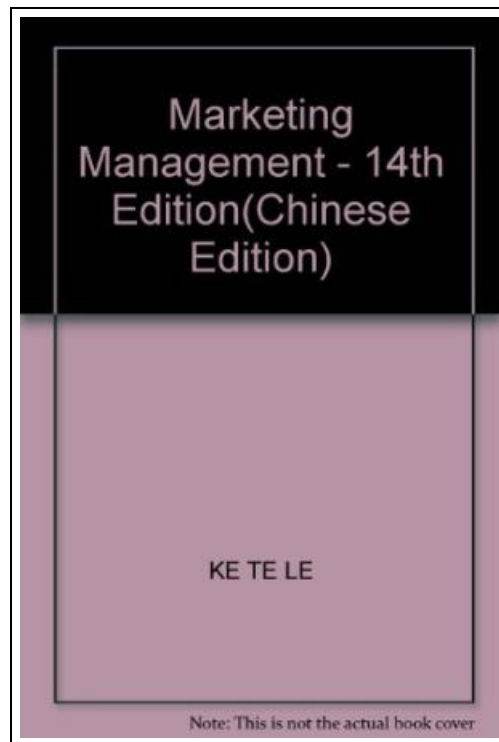 Marketing
Management - 14th
Edition(Chinese
Edition)
KE TE LE
Note: This is not the actual book cover